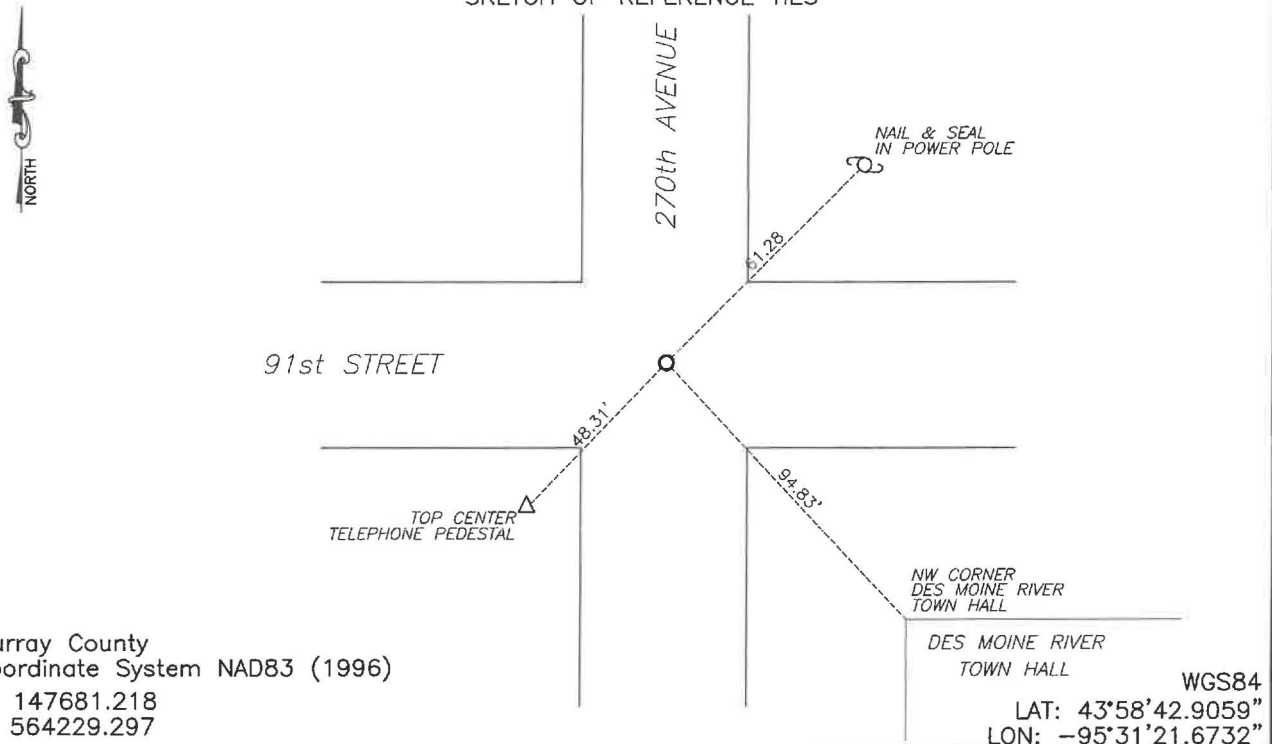 SKETCH OF REFERENCE TIES
NORTH
270th AVENUE
NAIL & SEAL
IN POWER POLE
61.28
91st STREET
48.31'
94.83'
TOP CENTER
TELEPHONE PEDESTAL
NW CORNER
DES MOINE RIVER
TOWN HALL
DES MOINE RIVER
TOWN HALL
urray County
oordinate System NAD83 (1996)
147681.218
564229.297
WGS84
LAT: 43°58'42.9059"
LON: -95°31'21.6732"